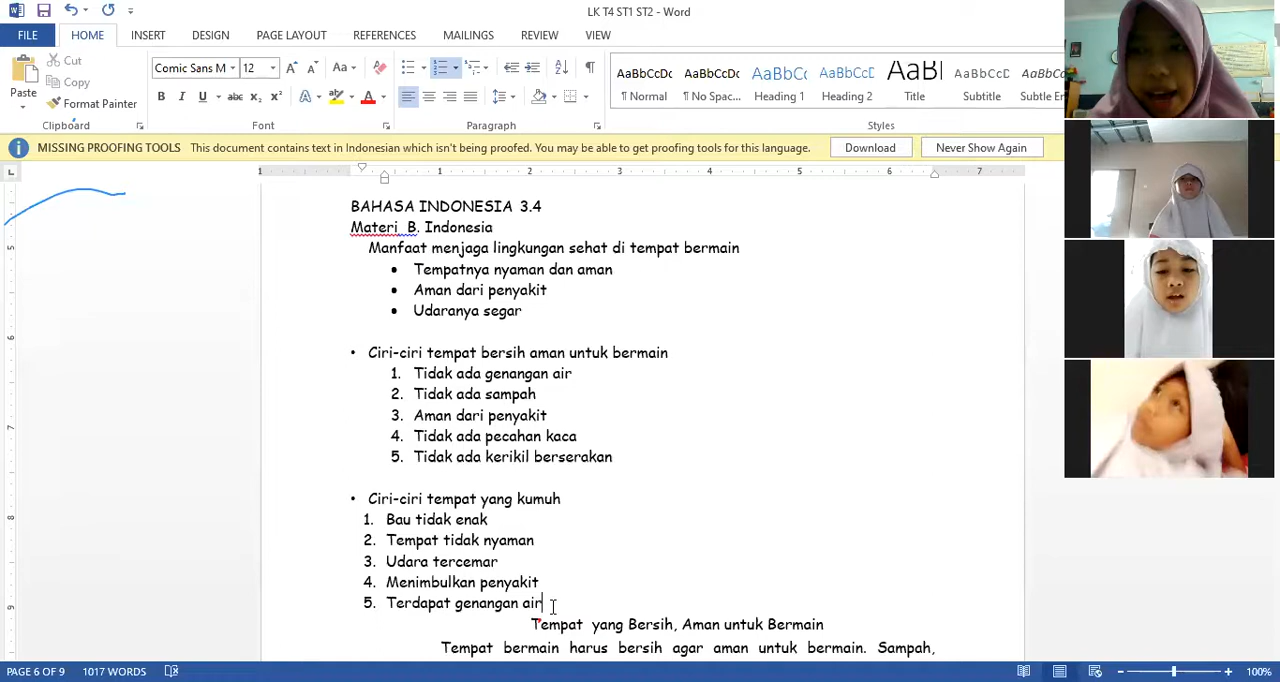 LK T4 ST1 ST2 - Word
FILE HOME INSERT DESIGN PAGE LAYOUT REFERENCES MAILINGS REVIEW VIEW
Paste
Cut
Copy
Format Painter
Clipboard
Comic Sans M 12
Font
Paragraph
AaBbCcDc AaBbCcDc AaBbCc AaBbCcC AaBl AaBbCcC AaBbCcD
¶ Normal ¶ No Spac... Heading 1 Heading 2 Title Subtitle Subtle Em
Styles
MISSING PROOFING TOOLS This document contains text in Indonesian which isn't being proofed. You may be able to get proofing tools for this language. Download Never Show Again
BAHASA INDONESIA 3.4
Materi B. Indonesia
Manfaat menjaga lingkungan sehat di tempat bermain
• Tempatnya nyaman dan aman
• Aman dari penyakit
• Udaranya segar
• Ciri-ciri tempat bersih aman untuk bermain
1. Tidak ada genangan air
2. Tidak ada sampah
3. Aman dari penyakit
4. Tidak ada pecahan kaca
5. Tidak ada kerikil berserakan
• Ciri-ciri tempat yang kumuh
1. Bau tidak enak
2. Tempat tidak nyaman
3. Udara tercemar
4. Menimbulkan penyakit
5. Terdapat genangan air
Tempat yang Bersih, Aman untuk Bermain
Tempat bermain harus bersih agar aman untuk bermain. Sampah,
PAGE 6 OF 9 1017 WORDS 100%